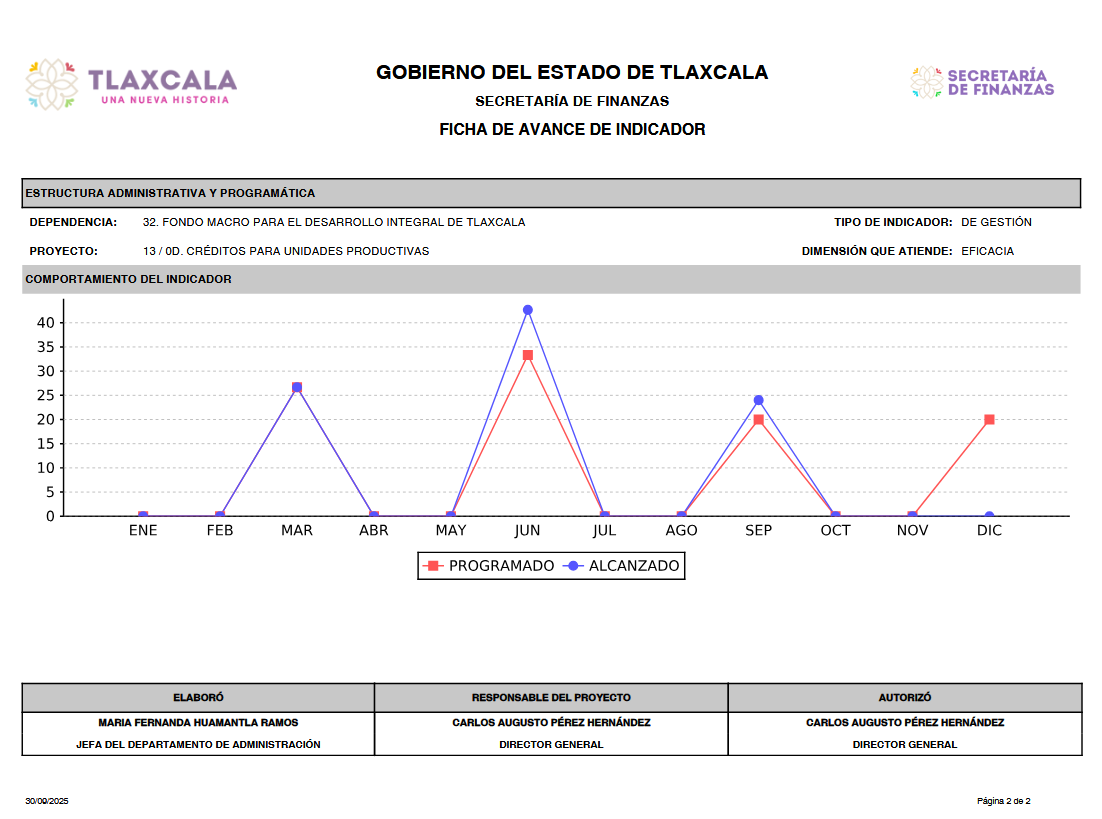 TLAXCALA
UNA NUEVA HISTORIA
GOBIERNO DEL ESTADO DE TLAXCALA
SECRETARÍA DE FINANZAS
FICHA DE AVANCE DE INDICADOR
SECRETARÍA
DE FINANZAS
ESTRUCTURA ADMINISTRATIVA Y PROGRAMÁTICA
DEPENDENCIA: 32. FONDO MACRO PARA EL DESARROLLO INTEGRAL DE TLAXCALA TIPO DE INDICADOR: DE GESTIÓN
PROYECTO: 13 / 0D. CRÉDITOS PARA UNIDADES PRODUCTIVAS DIMENSIÓN QUE ATIENDE: EFICACIA
COMPORTAMIENTO DEL INDICADOR
40
35
30
25
20
15
10
5
0
ENE FEB MAR ABR MAY JUN JUL AGO SEP OCT NOV DIC
PROGRAMADO ALCANZADO
ELABORÓ RESPONSABLE DEL PROYECTO AUTORIZÓ
MARIA FERNANDA HUAMANTLA RAMOS CARLOS AUGUSTO PÉREZ HERNÁNDEZ CARLOS AUGUSTO PÉREZ HERNÁNDEZ
JEFA DEL DEPARTAMENTO DE ADMINISTRACIÓN DIRECTOR GENERAL DIRECTOR GENERAL
30/09/2025 Página 2 de 2